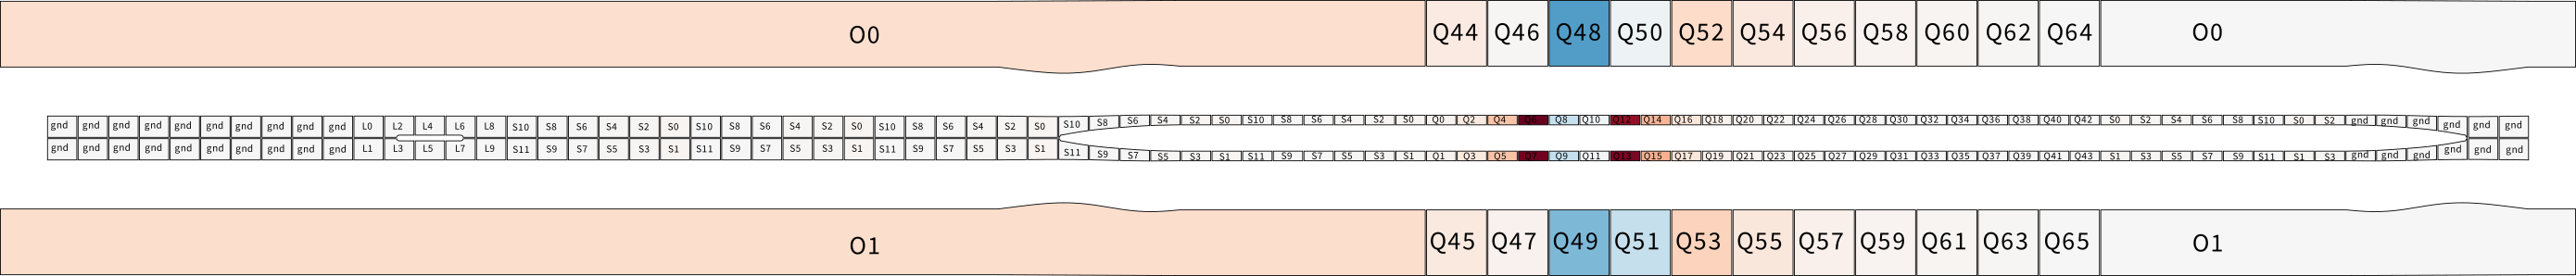 O0 Q44 Q46 Q48 Q50 Q52 Q54 Q56 Q58 Q60 Q62 Q64 O0
gnd gnd gnd gnd gnd gnd gnd gnd gnd gnd L0 L2 L4 L6 L8 S10 S8 S6 S4 S2 S0 S10 S8 S6 S4 S2 S0 S10 S8 S6 S4 S2 S0 S10 S8 S6 S4 S2 S0 S10 S8 S6 S4 S2 S0 Q0 Q2 Q4 Q6 Q8 Q10 Q12 Q14 Q16 Q18 Q20 Q22 Q24 Q26 Q28 Q30 Q32 Q34 Q36 Q38 Q40 Q42 S0 S2 S4 S6 S8 S10 S0 S2 gnd gnd gnd gnd gnd gnd
gnd gnd gnd gnd gnd gnd gnd gnd gnd gnd L1 L3 L5 L7 L9 S11 S9 S7 S5 S3 S1 S11 S9 S7 S5 S3 S1 S11 S9 S7 S5 S3 S1 S11 S9 S7 S5 S3 S1 S11 S9 S7 S5 S3 S1 Q1 Q3 Q5 Q7 Q9 Q11 Q13 Q15 Q17 Q19 Q21 Q23 Q25 Q27 Q29 Q31 Q33 Q35 Q37 Q39 Q41 Q43 S1 S3 S5 S7 S9 S11 S1 S3 gnd gnd gnd gnd gnd gnd
O1 Q45 Q47 Q49 Q51 Q53 Q55 Q57 Q59 Q61 Q63 Q65 O1